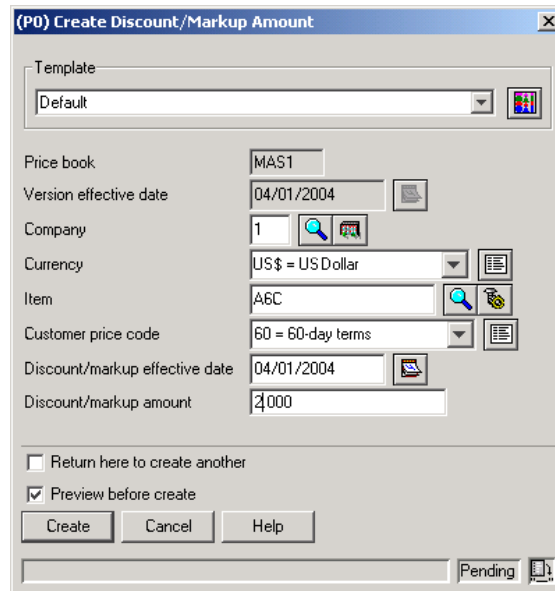 (P0) Create Discount/Markup Amount
Template
Default
Price book MAS1
Version effective date 04/01/2004
Company 1
Currency US$ = US Dollar
Item A6C
Customer price code 60 = 60-day terms
Discount/markup effective date 04/01/2004
Discount/markup amount 2.000
Return here to create another
Preview before create
Create Cancel Help
Pending